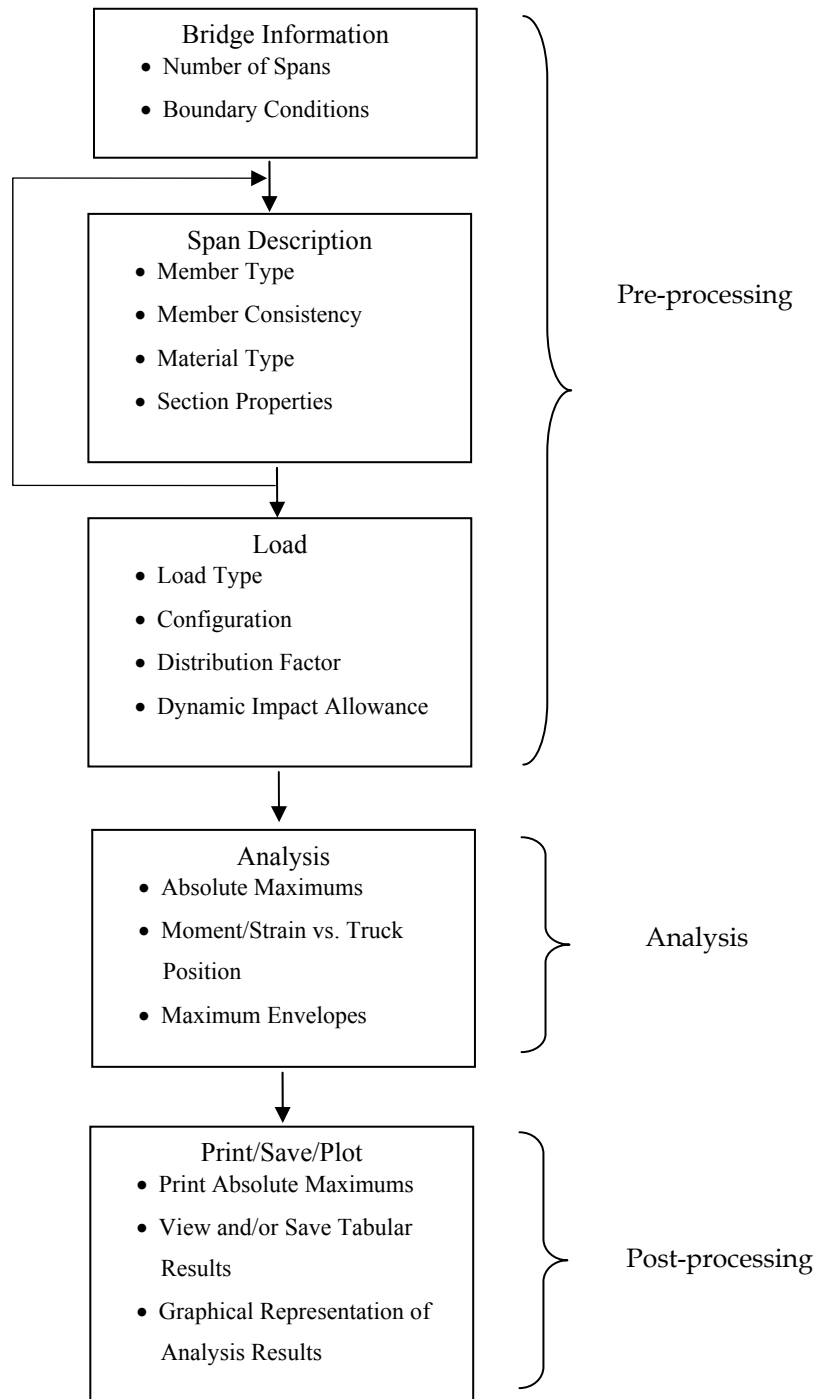 Bridge Information
• Number of Spans
• Boundary Conditions
Span Description
• Member Type
• Member Consistency
• Material Type
• Section Properties
Pre-processing
Load
• Load Type
• Configuration
• Distribution Factor
• Dynamic Impact Allowance
Analysis
• Absolute Maximums
• Moment/Strain vs. Truck
Position
• Maximum Envelopes
Analysis
Print/Save/Plot
• Print Absolute Maximums
• View and/or Save Tabular
Results
• Graphical Representation of
Analysis Results
Post-processing